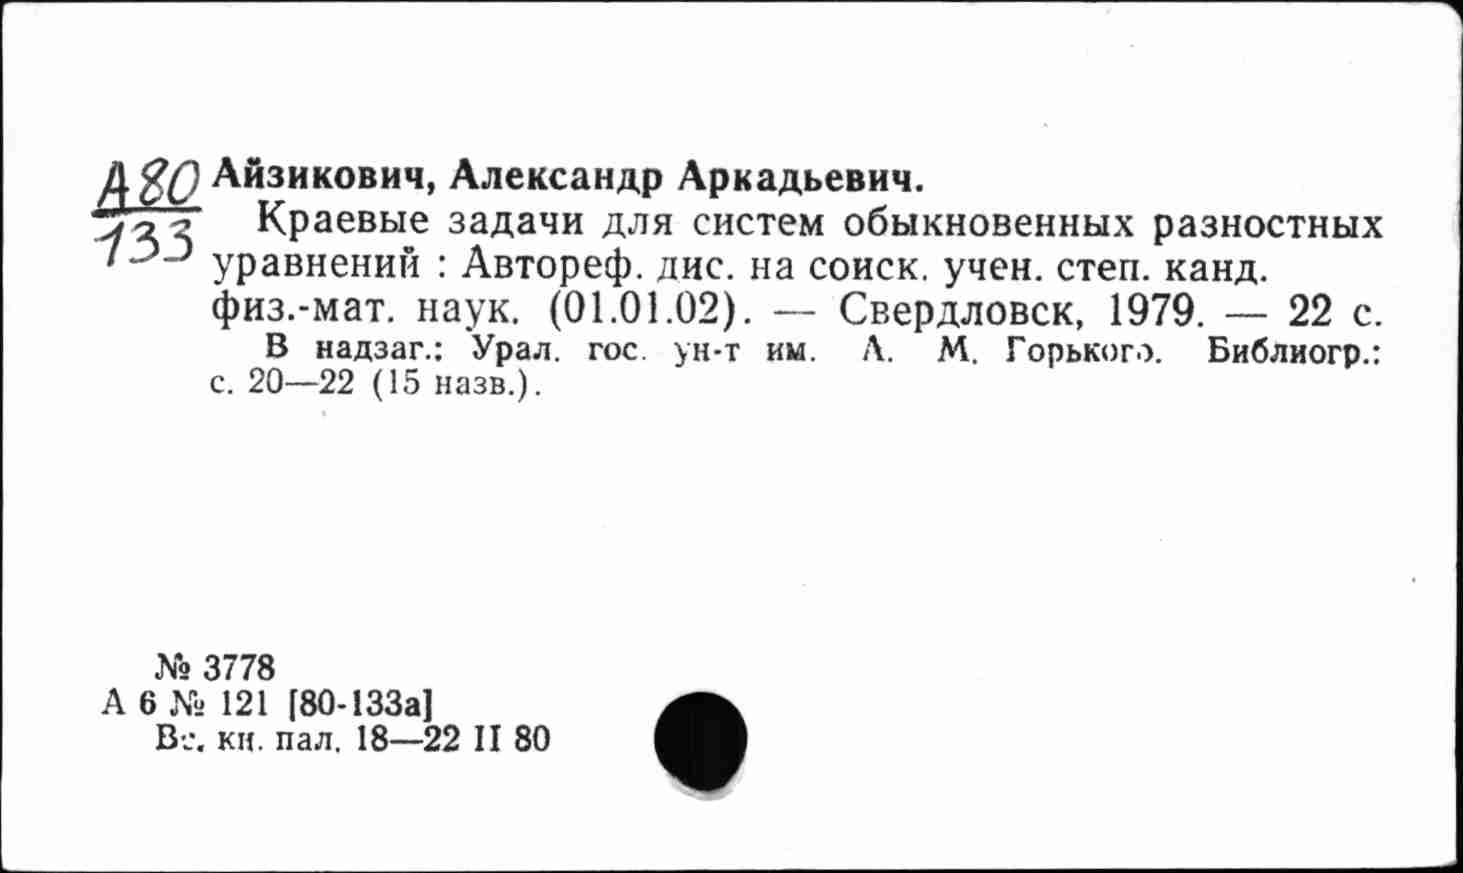 А80 Айзикович, Александр Аркадьевич.
133 Краевые задачи для систем обыкновенных разностных
уравнений : Автореф. дис. на соиск. учен. степ. канд.
физ.-мат. наук. (01.01.02). — Свердловск, 1979. — 22 с.
В надзаг.: Урал. гос. ун-т им. А. М. Горького. Библиогр.:
с. 20—22 (15 назв.).
№ 3778
А 6 № 121 [80-133а]
Вс. кн. пал. 18—22 II 80